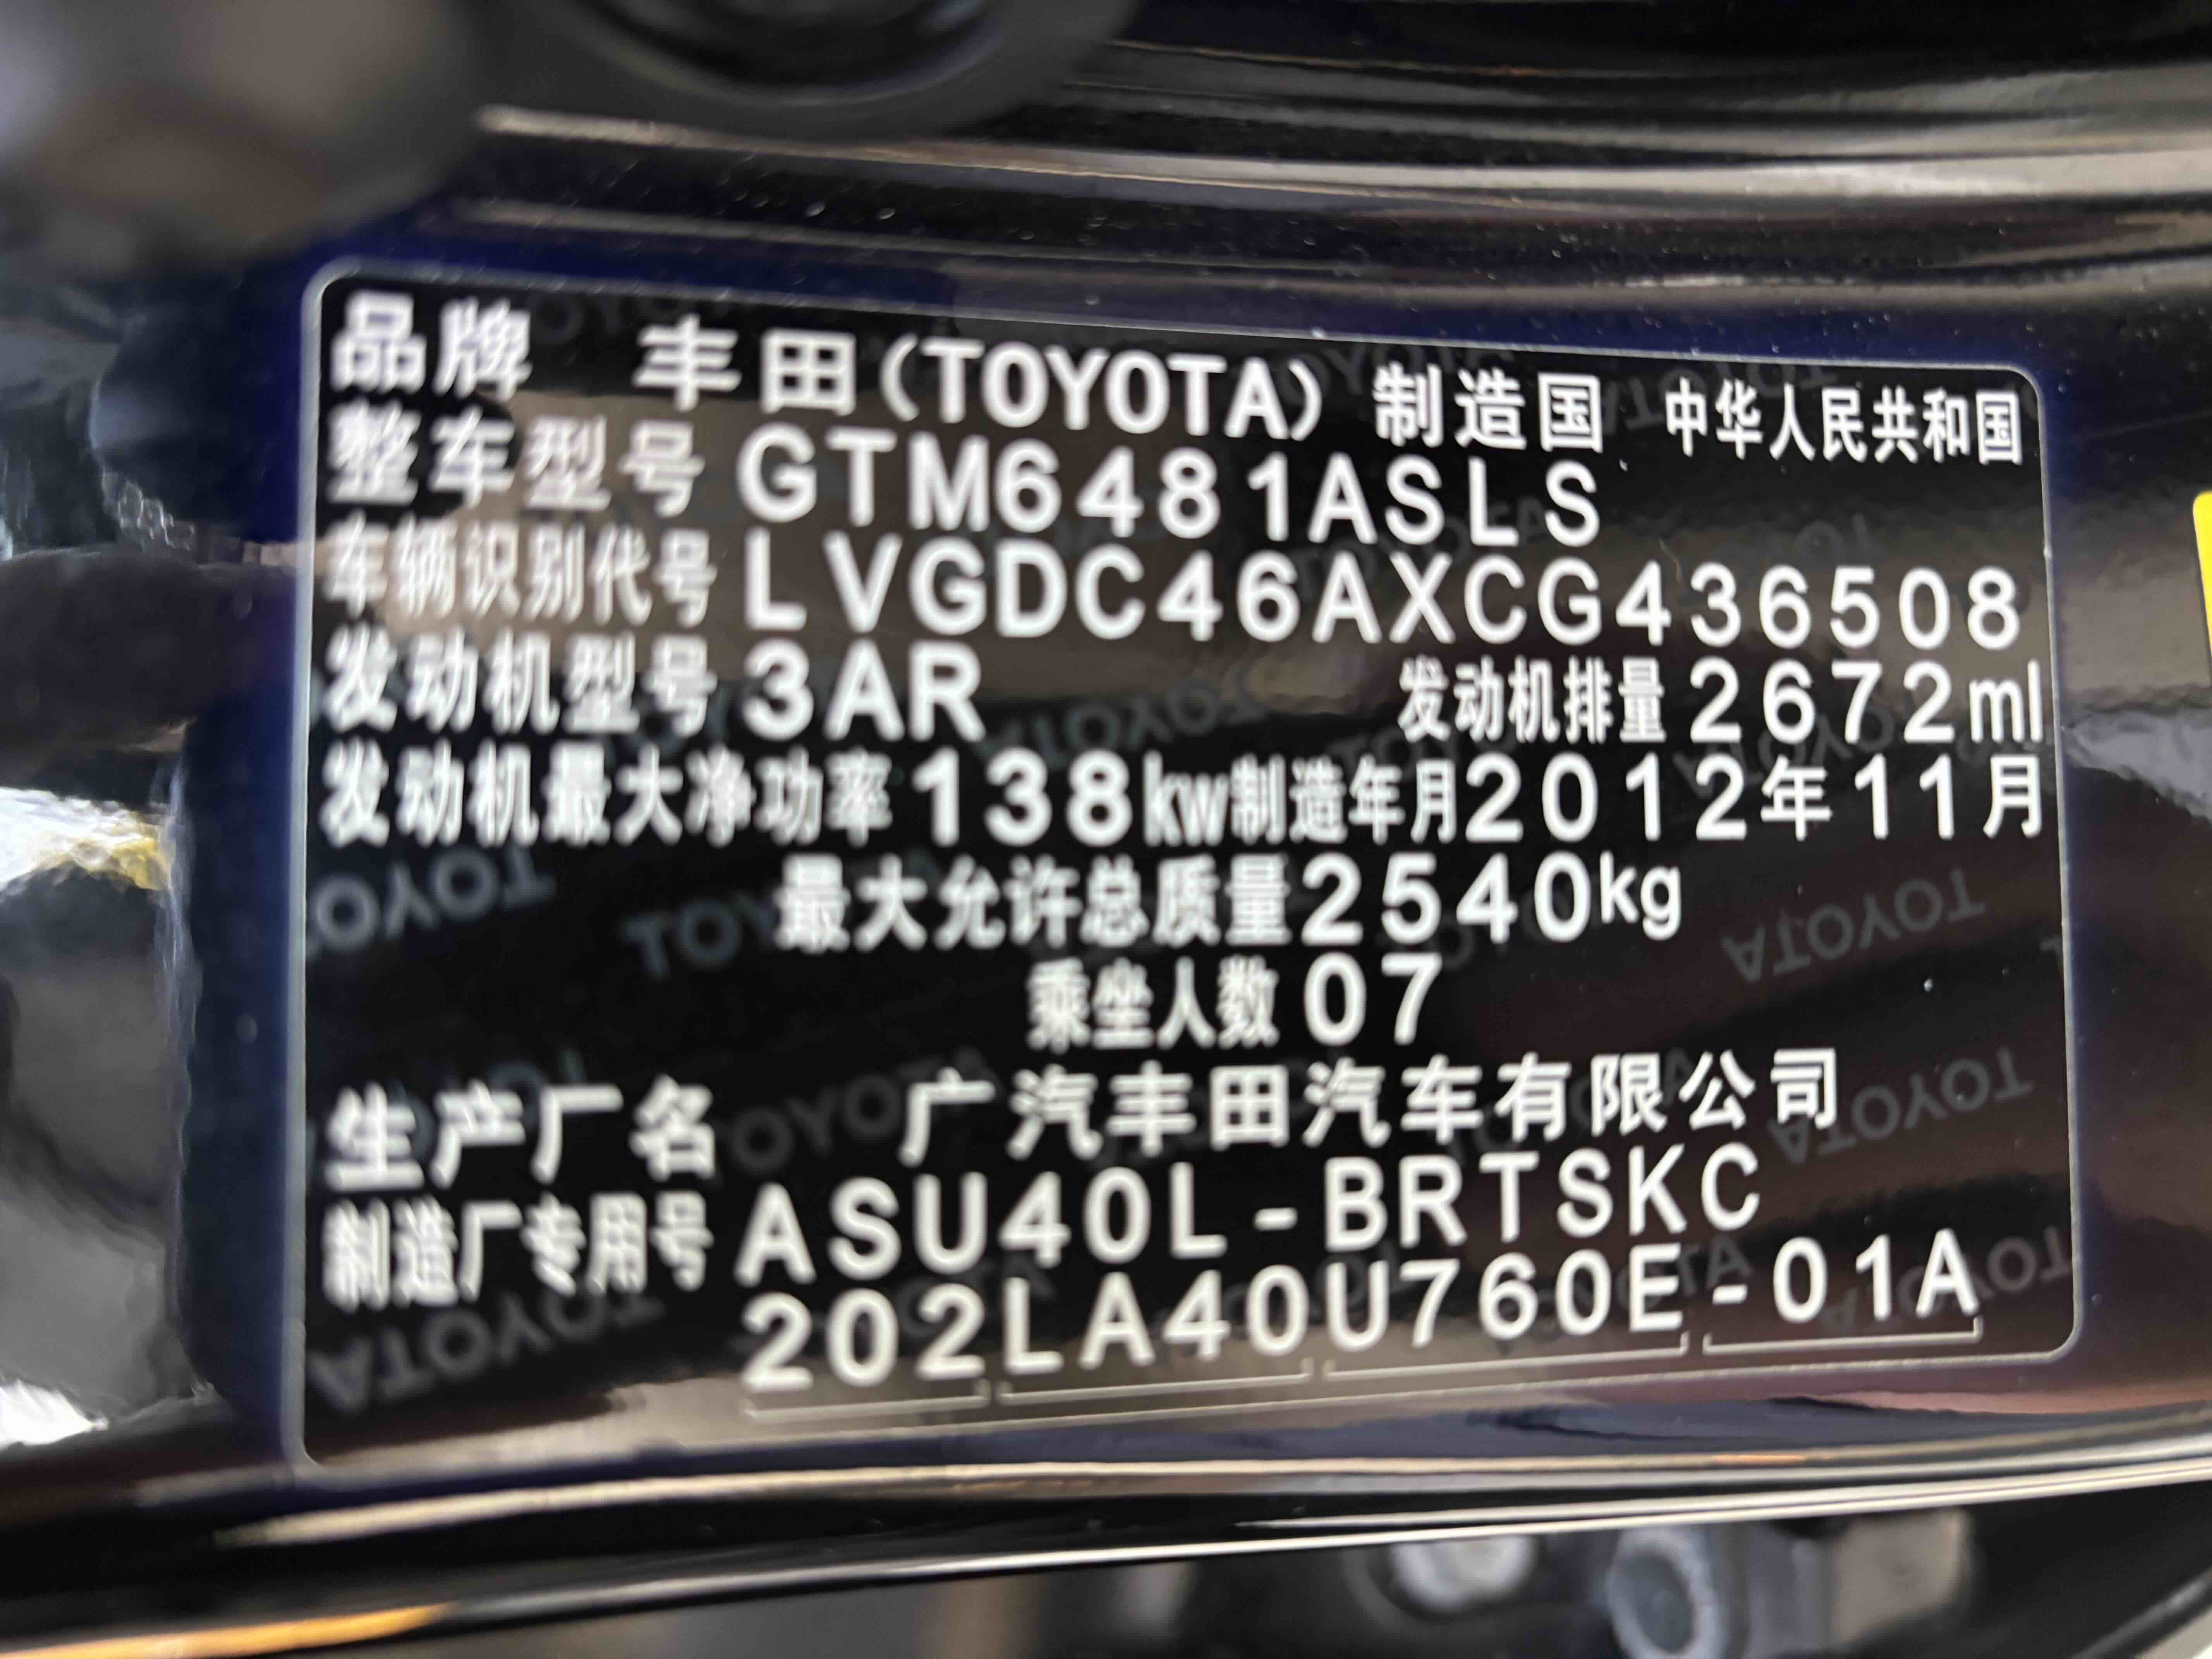 品牌 丰田(TOYOTA) 制造国 中华人民共和国
整车型号 GTM6481ASLS
车辆识别代号 LVGDC46AXCG436508
发动机型号 3AR 发动机排量 2672ml
发动机最大净功率 138kw 制造年月 2012年11月
最大允许总质量 2540kg
乘坐人数 07
生产厂名 广汽丰田汽车有限公司
制造厂专用号 ASU40L-BRTSKC
202LA40U760E-01A